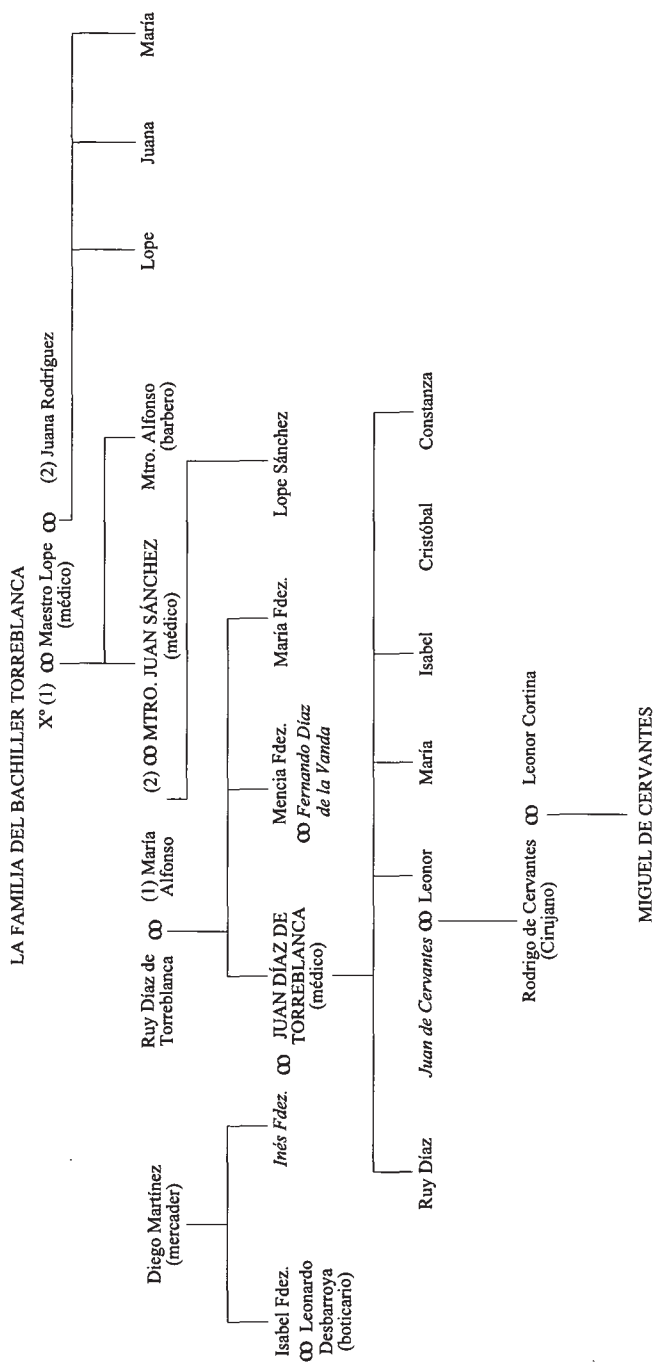 LA FAMILIA DEL BACHILLER TORREBLANCA
Xº (1) ꝏ Maestro Lope ꝏ (2) Juana Rodríguez
(médico)
Ruy Díaz de
Torreblanca
ꝏ
(1) María
Alfonso
(2) ꝏ MTRO. JUAN SÁNCHEZ
(médico)
Mtro. Alfonso
(barbero)
Lope
Juana
María
Diego Martínez
(mercader)
Isabel Fdez.
ꝏ Leonardo
Desbarroya
(boticario)
Inés Fdez.
ꝏ JUAN DÍAZ DE
TORREBLANCA
(médico)
Mencia Fdez.
ꝏ Fernando Díaz
de la Vanda
María Fdez.
Lope Sánchez
Ruy Díaz
Juan de Cervantes ꝏ Leonor
María
Isabel
Cristóbal
Constanza
Rodrigo de Cervantes ꝏ Leonor Cortina
(Cirujano)
MIGUEL DE CERVANTES